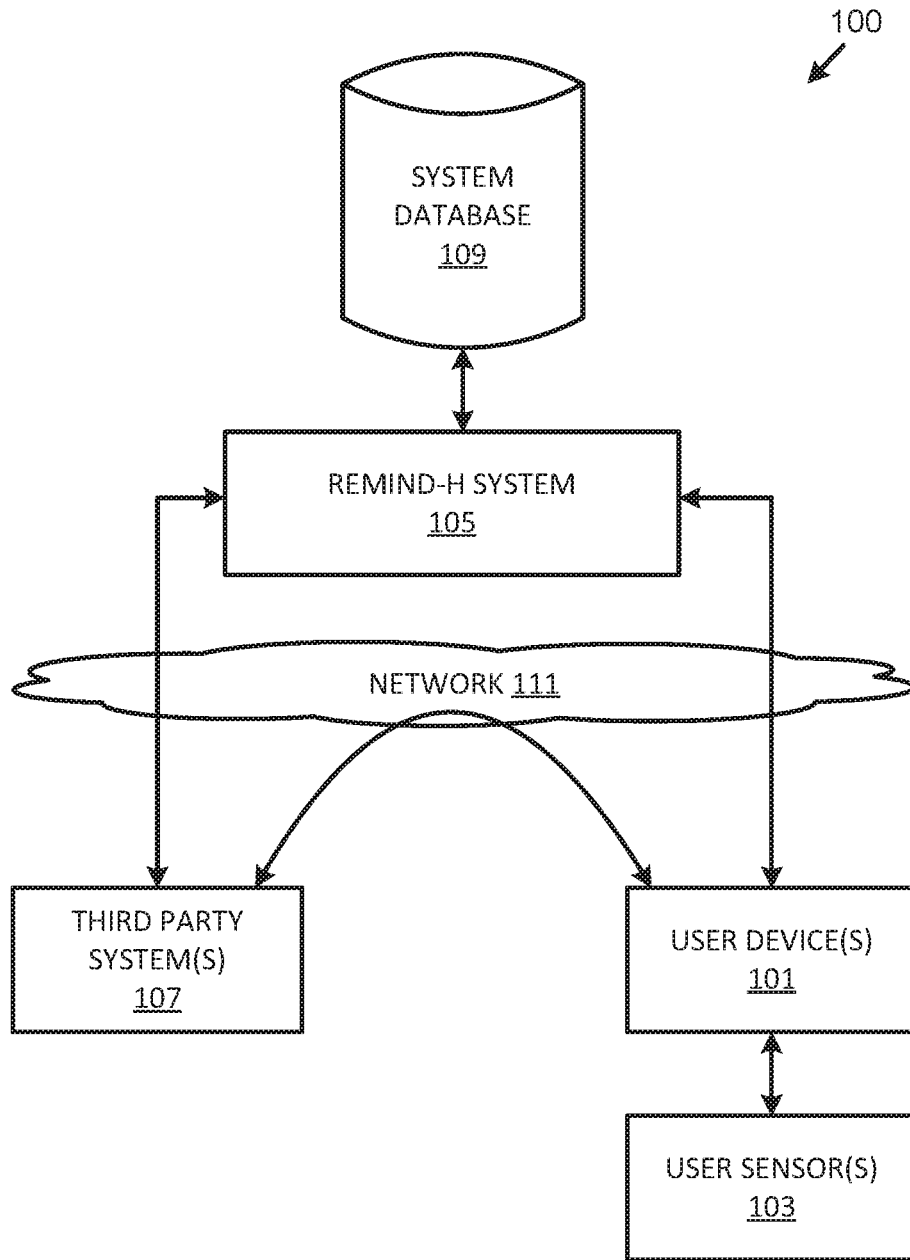 100
SYSTEM
DATABASE
109
REMIND-H SYSTEM
105
NETWORK 111
THIRD PARTY
SYSTEM(S)
107
USER DEVICE(S)
101
USER SENSOR(S)
103